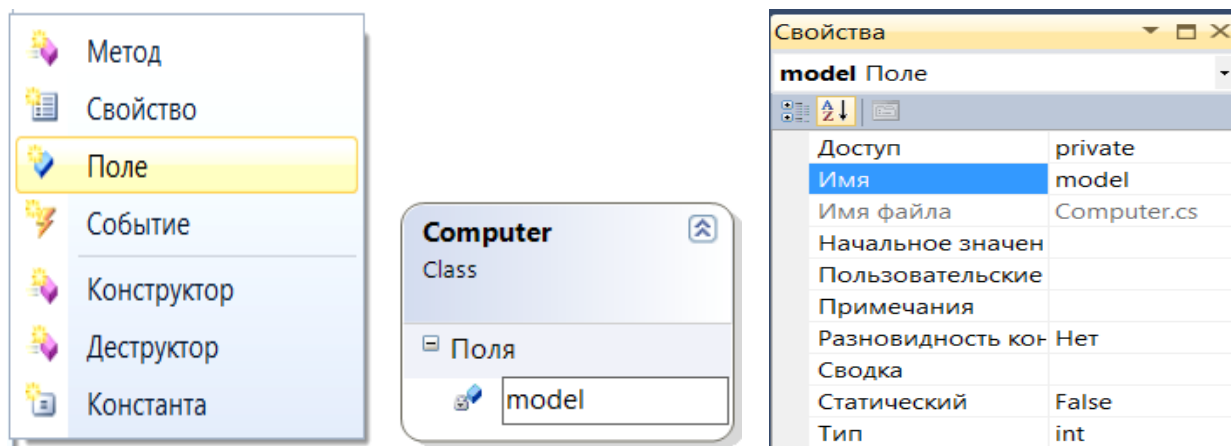 Метод
Свойство
Поле
Событие
Конструктор
Деструктор
Константа
Computer
Class
Поля
model
Свойства
model Поле
Доступ private
Имя model
Имя файла Computer.cs
Начальное значен
Пользовательские
Примечания
Разновидность кон Нет
Сводка
Статический False
Тип int